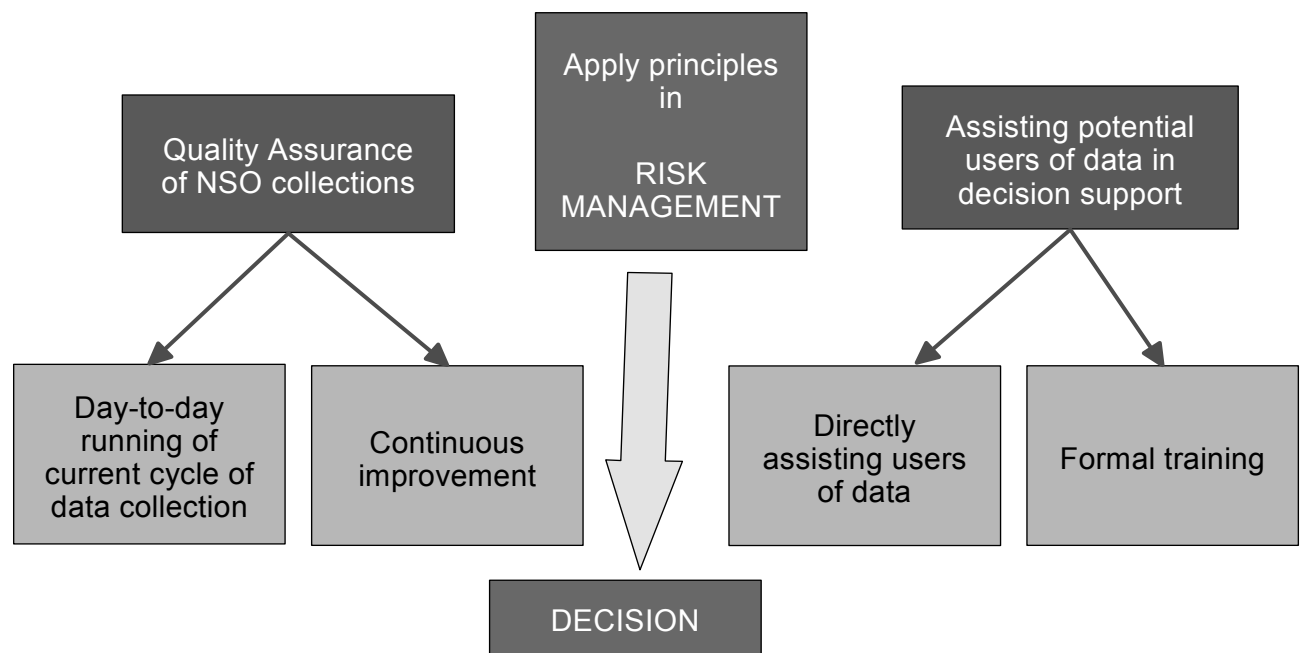 Apply principles
in
RISK
MANAGEMENT
Quality Assurance
of NSO collections
Assisting potential
users of data in
decision support
Day-to-day
running of
current cycle of
data collection
Continuous
improvement
Directly
assisting users
of data
Formal training
DECISION